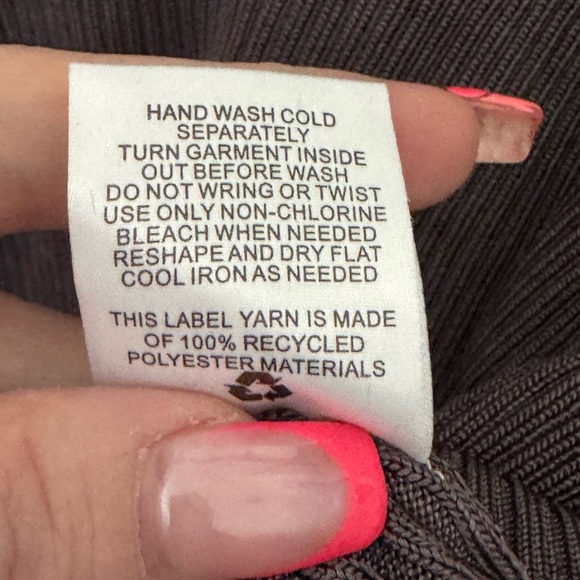 HAND WASH COLD
SEPARATELY
TURN GARMENT INSIDE
OUT BEFORE WASH
DO NOT WRING OR TWIST
USE ONLY NON-CHLORINE
BLEACH WHEN NEEDED
RESHAPE AND DRY FLAT
COOL IRON AS NEEDED
THIS LABEL YARN IS MADE
OF 100% RECYCLED
POLYESTER MATERIALS